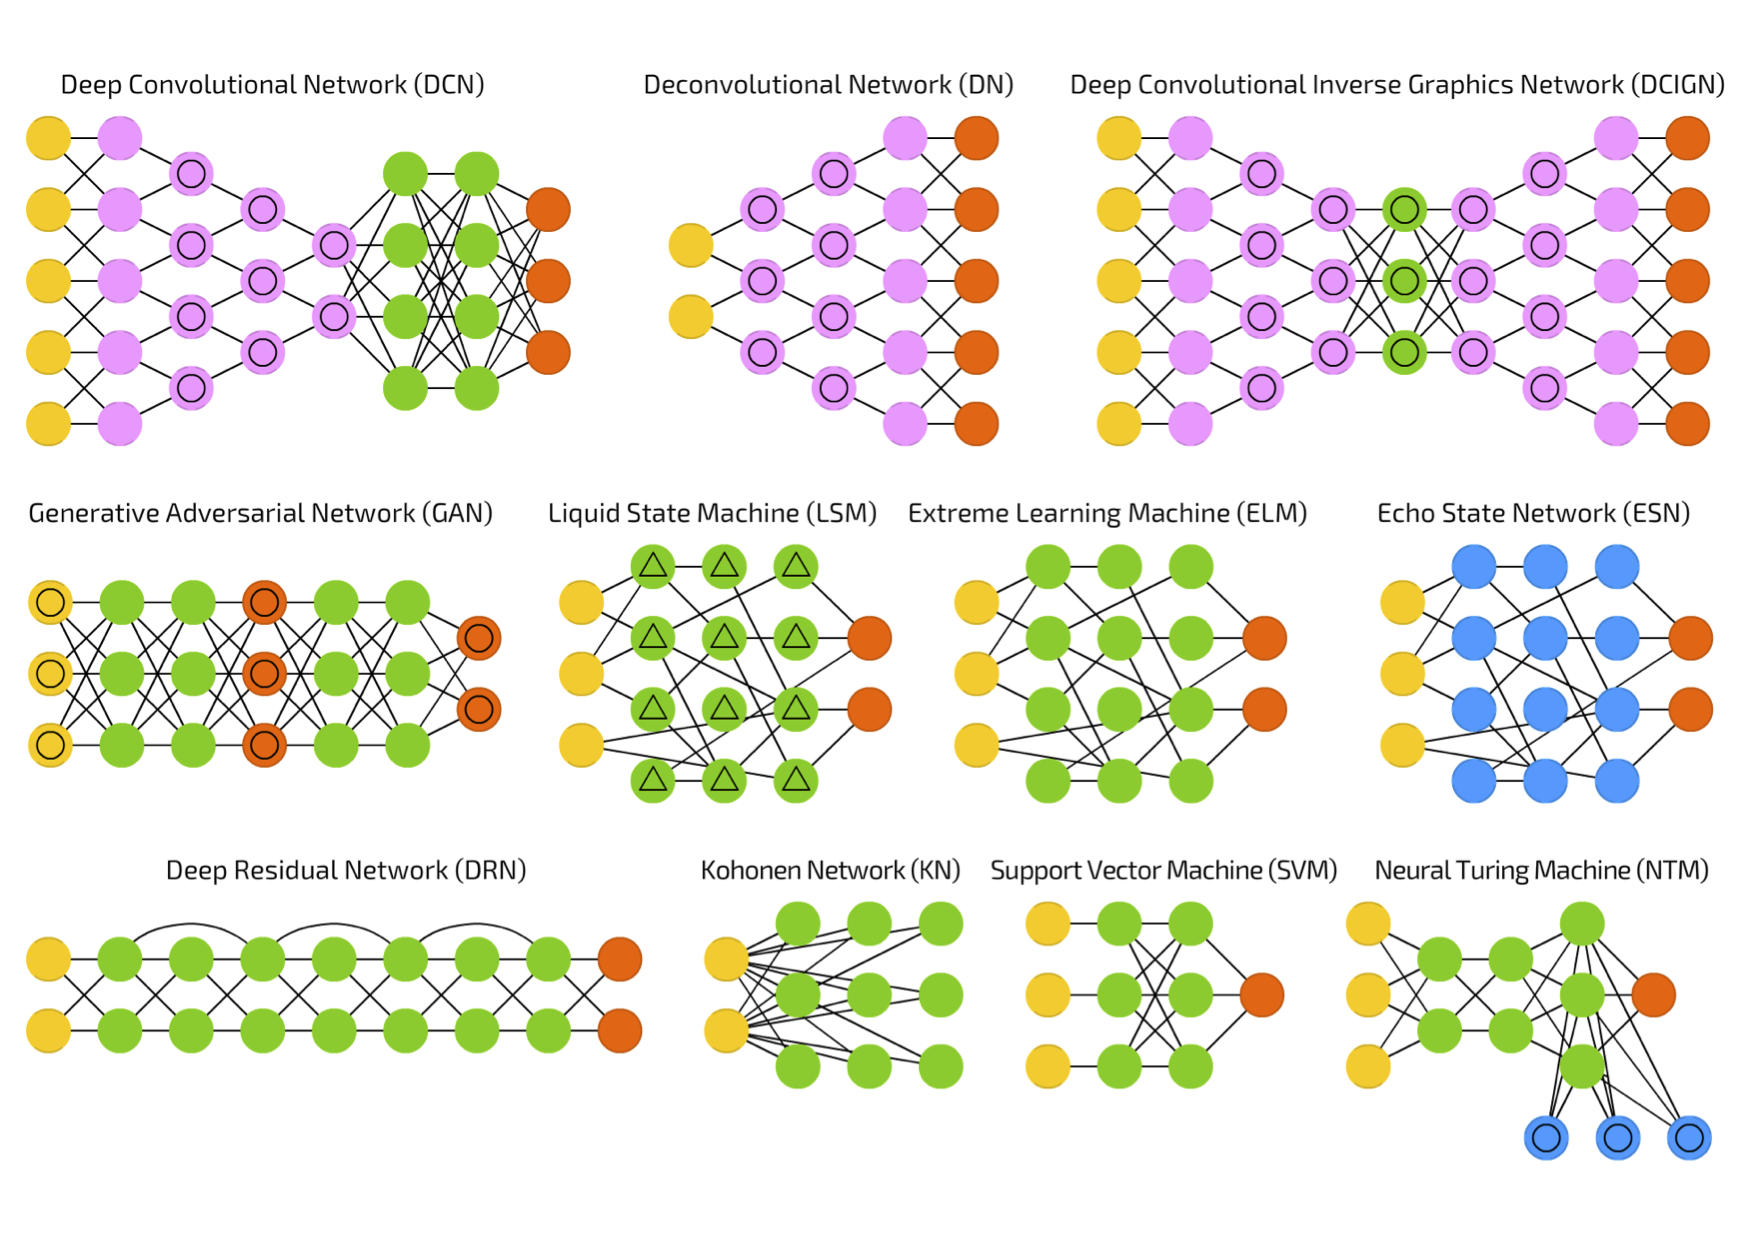 Deep Convolutional Network (DCN)
Deconvolutional Network (DN)
Deep Convolutional Inverse Graphics Network (DCIGN)
Generative Adversarial Network (GAN)
Liquid State Machine (LSM)
Extreme Learning Machine (ELM)
Echo State Network (ESN)
Deep Residual Network (DRN)
Kohonen Network (KN)
Support Vector Machine (SVM)
Neural Turing Machine (NTM)